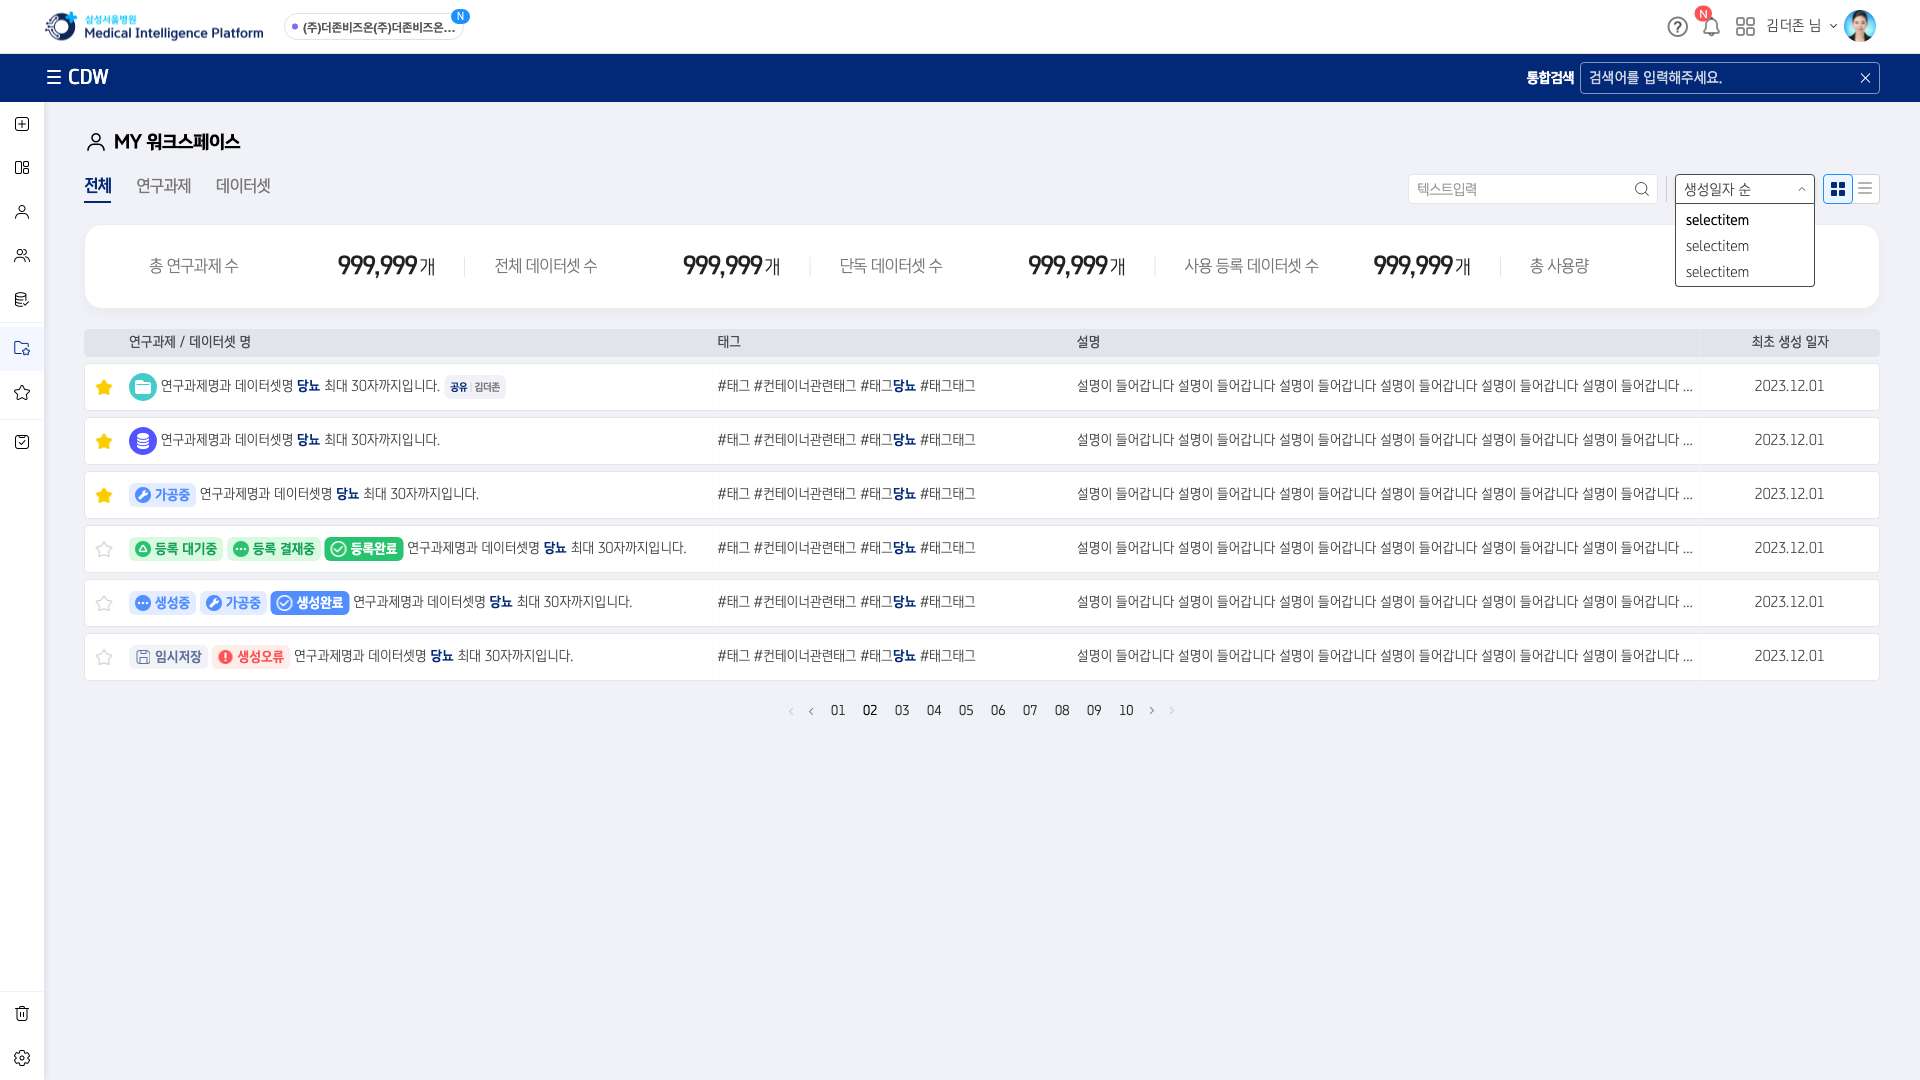 삼성서울병원
Medical Intelligence Platform
(주)더존비즈온(주)더존비즈온...
N
N
김더존 님
CDW
통합검색
검색어를 입력해주세요.
MY 워크스페이스
전체 연구과제 데이터셋
텍스트입력
생성일자 순
selectitem
selectitem
selectitem
총 연구과제 수 999,999개
전체 데이터셋 수 999,999개
단독 데이터셋 수 999,999개
사용 등록 데이터셋 수 999,999개
총 사용량
연구과제 / 데이터셋 명 태그 설명 최초 생성 일자
연구과제명과 데이터셋명 당뇨 최대 30자까지입니다. 공유 김더존 #태그 #컨테이너관련태그 #태그당뇨 #태그태그 설명이 들어갑니다 설명이 들어갑니다 설명이 들어갑니다 설명이 들어갑니다 설명이 들어갑니다 설명이 들어갑니다 ... 2023.12.01
연구과제명과 데이터셋명 당뇨 최대 30자까지입니다. #태그 #컨테이너관련태그 #태그당뇨 #태그태그 설명이 들어갑니다 설명이 들어갑니다 설명이 들어갑니다 설명이 들어갑니다 설명이 들어갑니다 설명이 들어갑니다 ... 2023.12.01
가공중 연구과제명과 데이터셋명 당뇨 최대 30자까지입니다. #태그 #컨테이너관련태그 #태그당뇨 #태그태그 설명이 들어갑니다 설명이 들어갑니다 설명이 들어갑니다 설명이 들어갑니다 설명이 들어갑니다 설명이 들어갑니다 ... 2023.12.01
등록 대기중 등록 결재중 등록완료 연구과제명과 데이터셋명 당뇨 최대 30자까지입니다. #태그 #컨테이너관련태그 #태그당뇨 #태그태그 설명이 들어갑니다 설명이 들어갑니다 설명이 들어갑니다 설명이 들어갑니다 설명이 들어갑니다 설명이 들어갑니다 ... 2023.12.01
생성중 가공중 생성완료 연구과제명과 데이터셋명 당뇨 최대 30자까지입니다. #태그 #컨테이너관련태그 #태그당뇨 #태그태그 설명이 들어갑니다 설명이 들어갑니다 설명이 들어갑니다 설명이 들어갑니다 설명이 들어갑니다 설명이 들어갑니다 ... 2023.12.01
임시저장 생성오류 연구과제명과 데이터셋명 당뇨 최대 30자까지입니다. #태그 #컨테이너관련태그 #태그당뇨 #태그태그 설명이 들어갑니다 설명이 들어갑니다 설명이 들어갑니다 설명이 들어갑니다 설명이 들어갑니다 설명이 들어갑니다 ... 2023.12.01
01 02 03 04 05 06 07 08 09 10